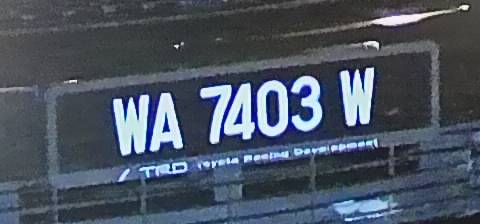 WA 7403 W
TRD Toyota Racing Development